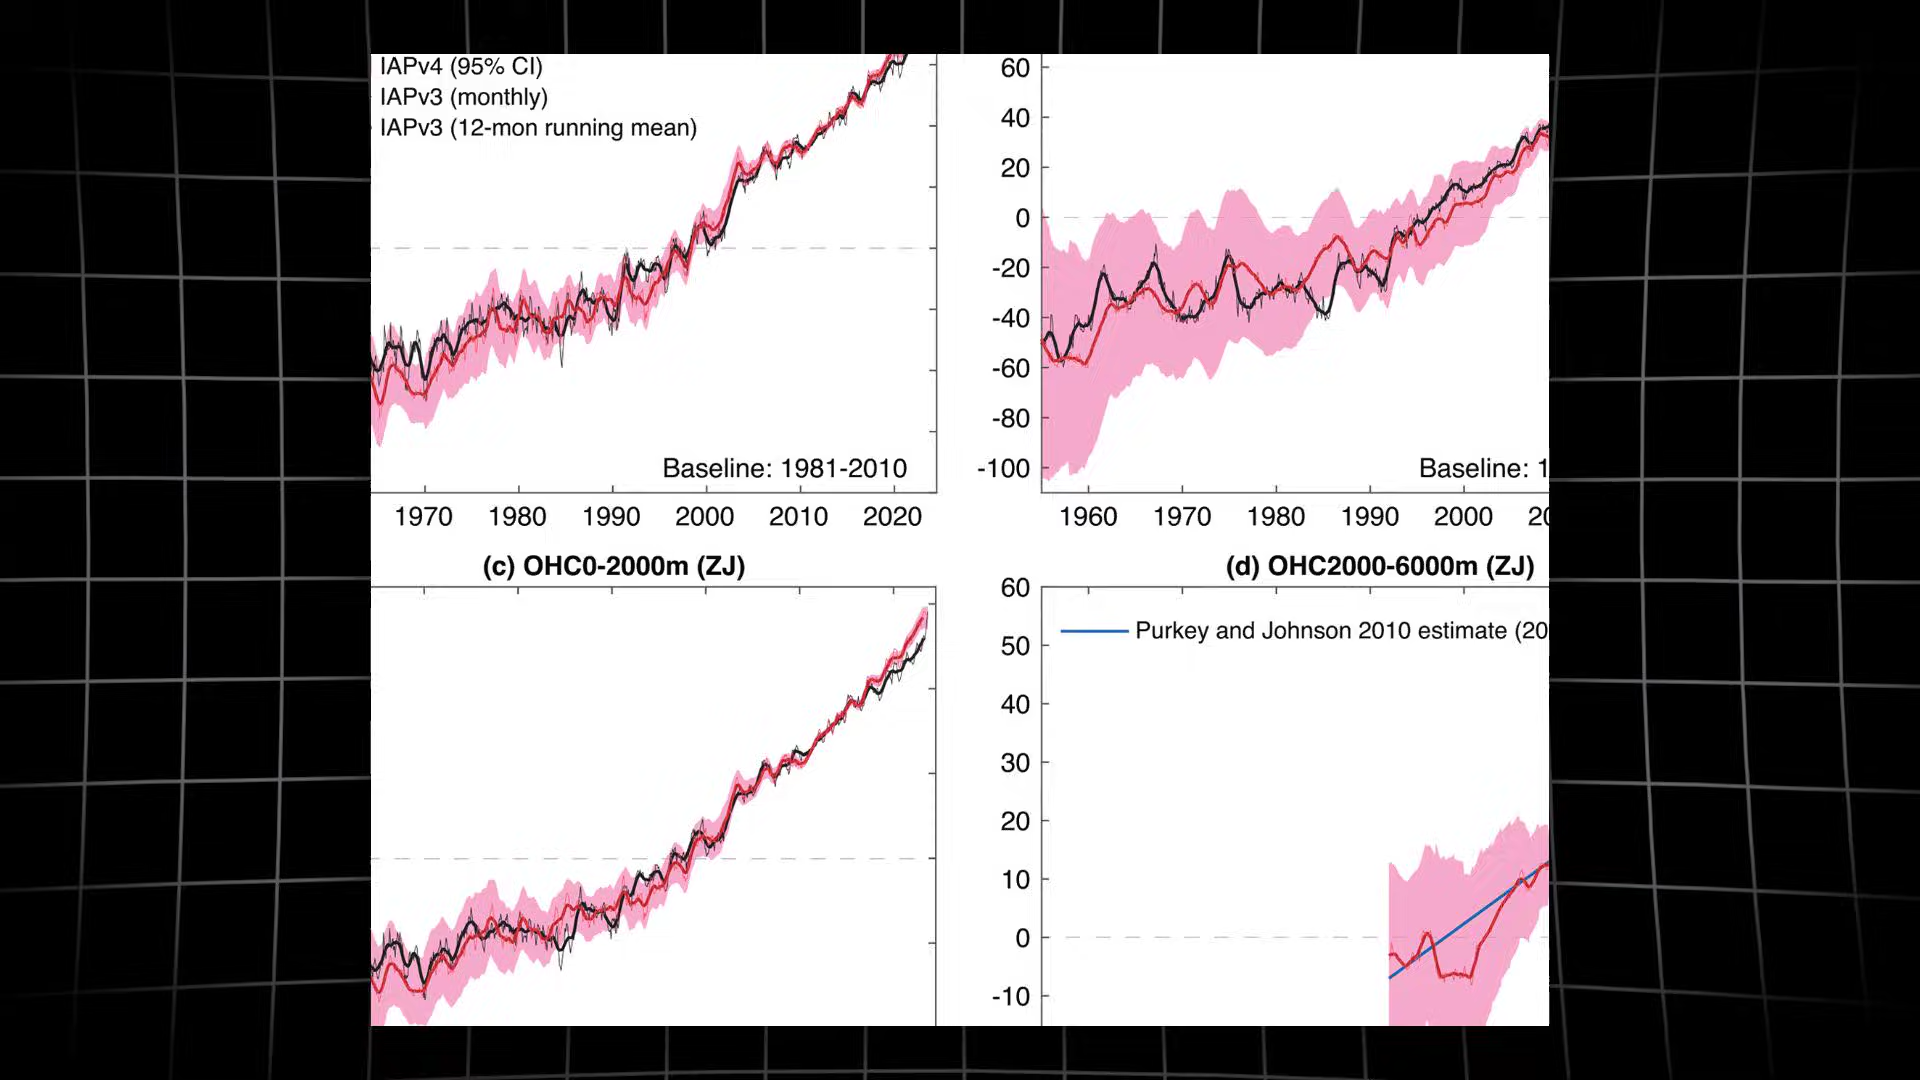 IAPv4 (95% CI)
IAPv3 (monthly)
IAPv3 (12-mon running mean)
Baseline: 1981-2010
1970 1980 1990 2000 2010 2020
60
40
20
0
-20
-40
-60
-80
-100
Baseline: 1
1960 1970 1980 1990 2000 20
(c) OHC0-2000m (ZJ)
(d) OHC2000-6000m (ZJ)
60
Purkey and Johnson 2010 estimate (20
50
40
30
20
10
0
-10